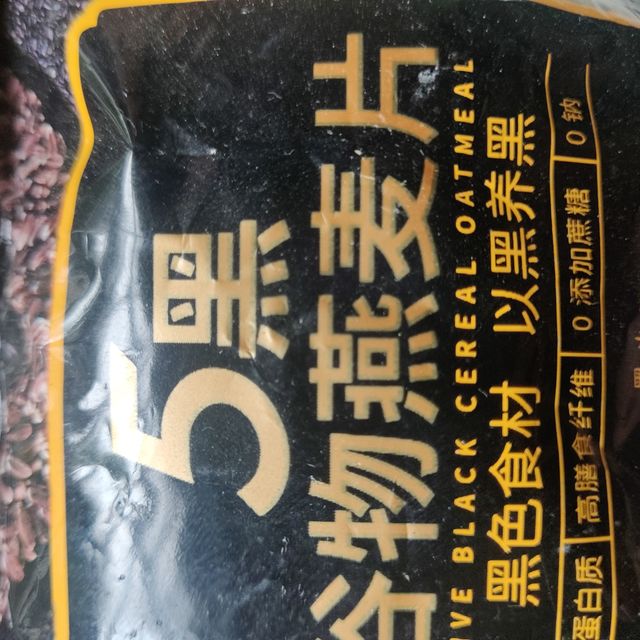 5黑
谷物燕麦片
IVE BLACK CEREAL OATMEAL
黑色食材 以黑养黑
蛋白质 高膳食纤维 0添加蔗糖 0钠